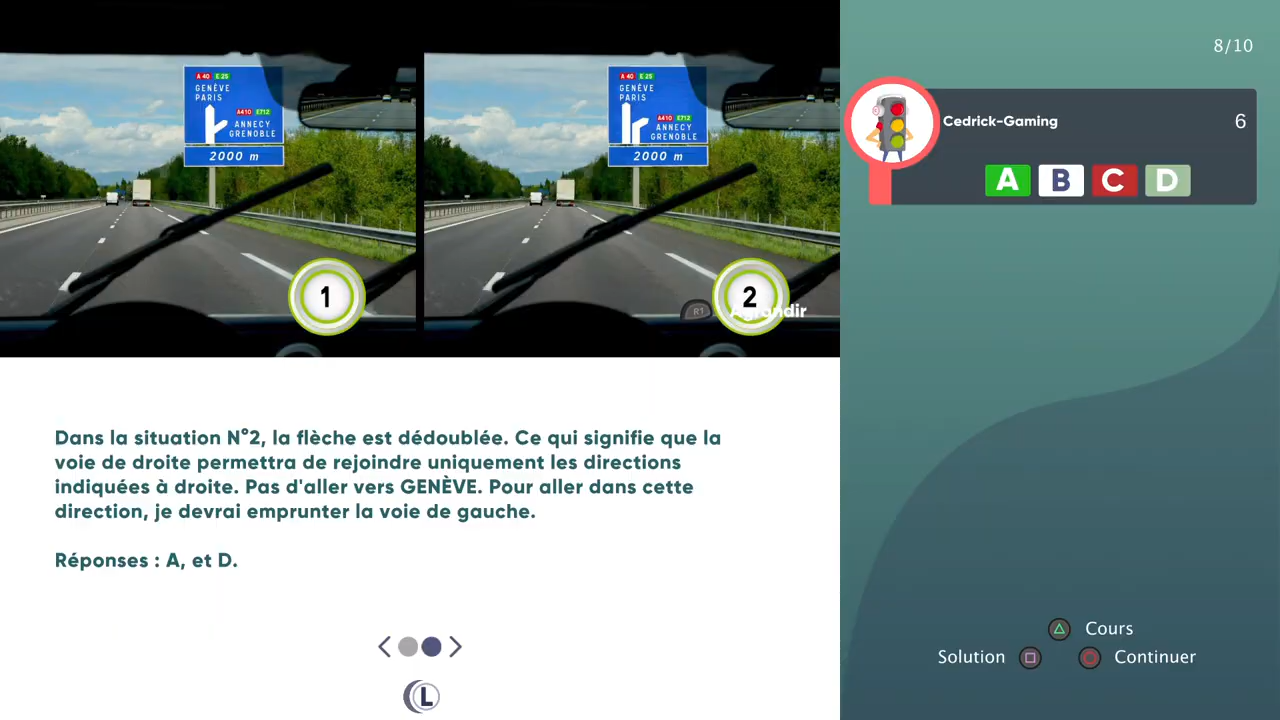 A 40 E 25
GENÈVE
PARIS
A410 E712
ANNECY
GRENOBLE
2000 m
1
A 40 E 25
GENÈVE
PARIS
A410 E712
ANNECY
GRENOBLE
2000 m
2
R1 Agrandir
Dans la situation N°2, la flèche est dédoublée. Ce qui signifie que la
voie de droite permettra de rejoindre uniquement les directions
indiquées à droite. Pas d'aller vers GENÈVE. Pour aller dans cette
direction, je devrai emprunter la voie de gauche.
Réponses : A, et D.
L
8/10
Cedrick-Gaming 6
A B C D
Cours
Solution Continuer